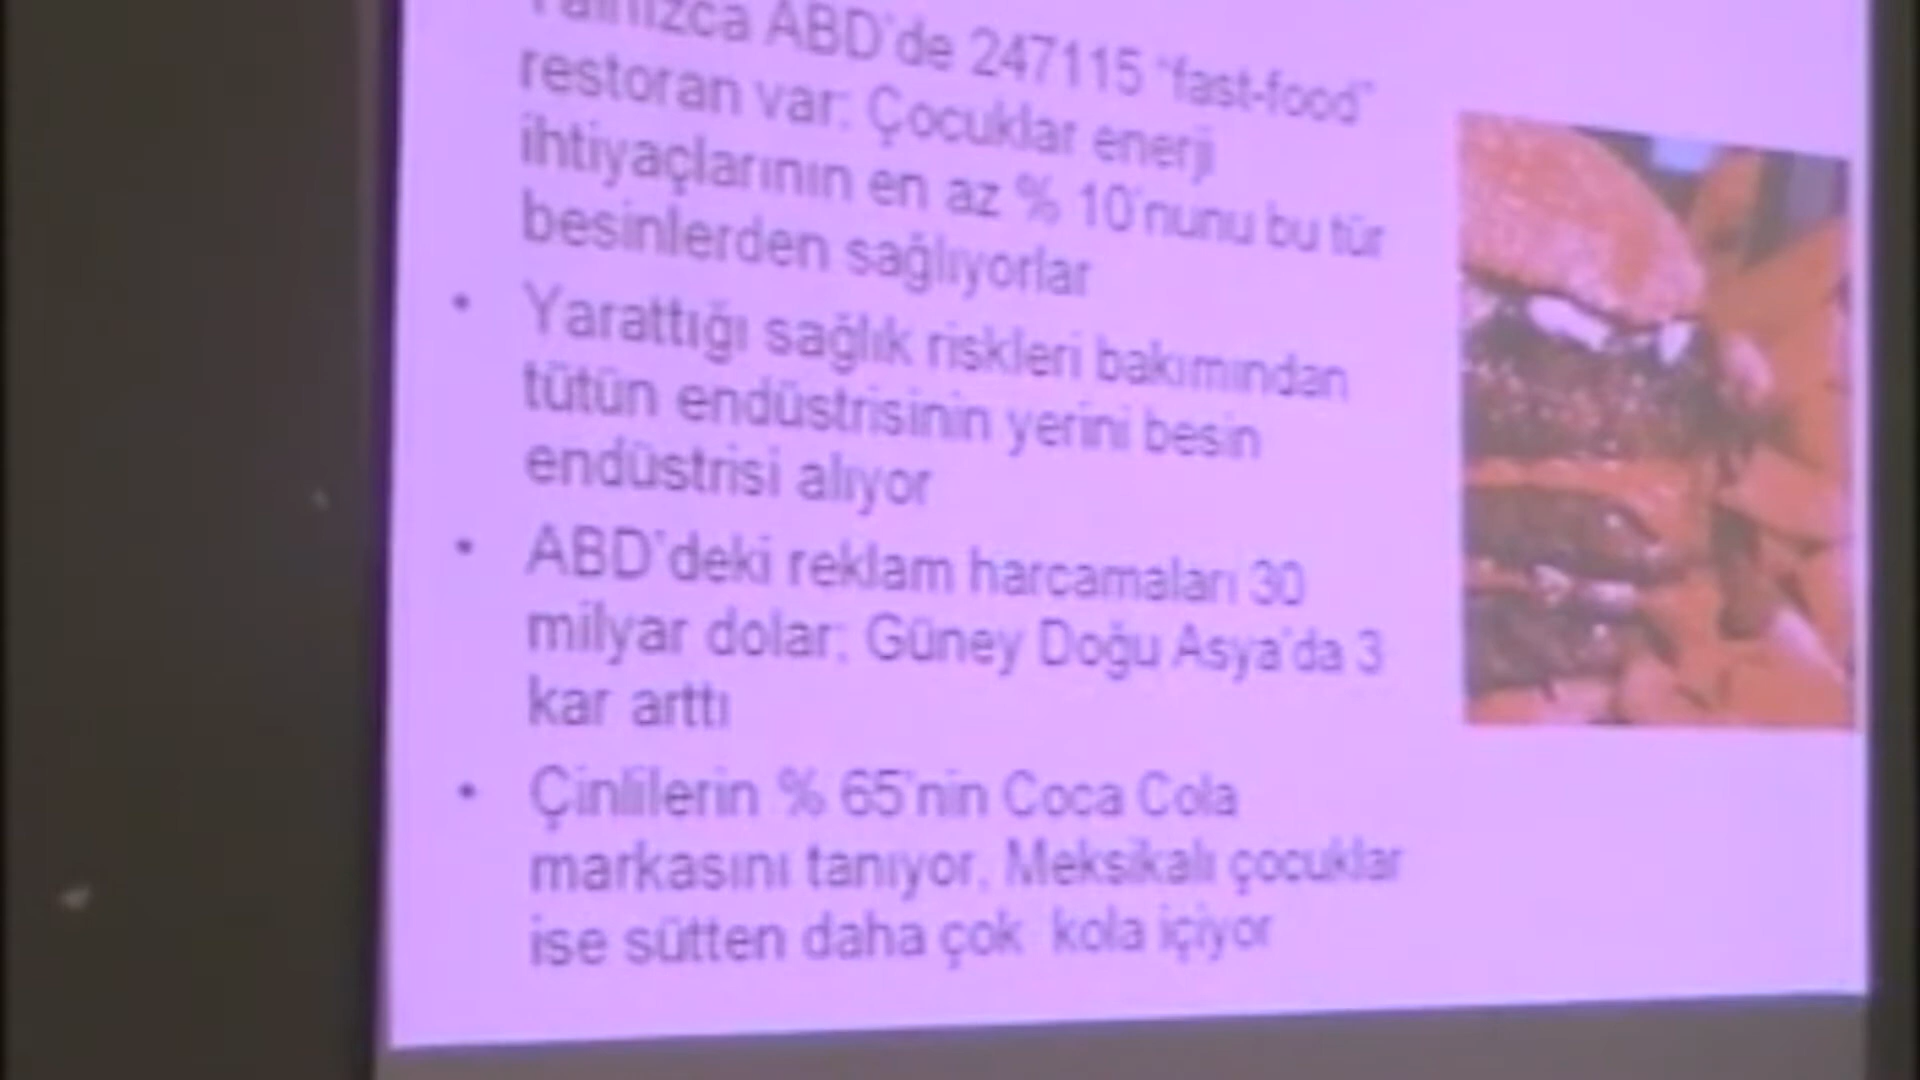 Yalnızca ABD'de 247115 "fast-food"
restoran var: Çocuklar enerji
ihtiyaçlarının en az % 10'nunu bu tür
besinlerden sağlıyorlar
• Yarattığı sağlık riskleri bakımından
tütün endüstrisinin yerini besin
endüstrisi alıyor
• ABD'deki reklam harcamaları 30
milyar dolar: Güney Doğu Asya'da 3
kar arttı
• Çinlilerin % 65'nin Coca Cola
markasını tanıyor. Meksikalı çocuklar
ise sütten daha çok kola içiyor